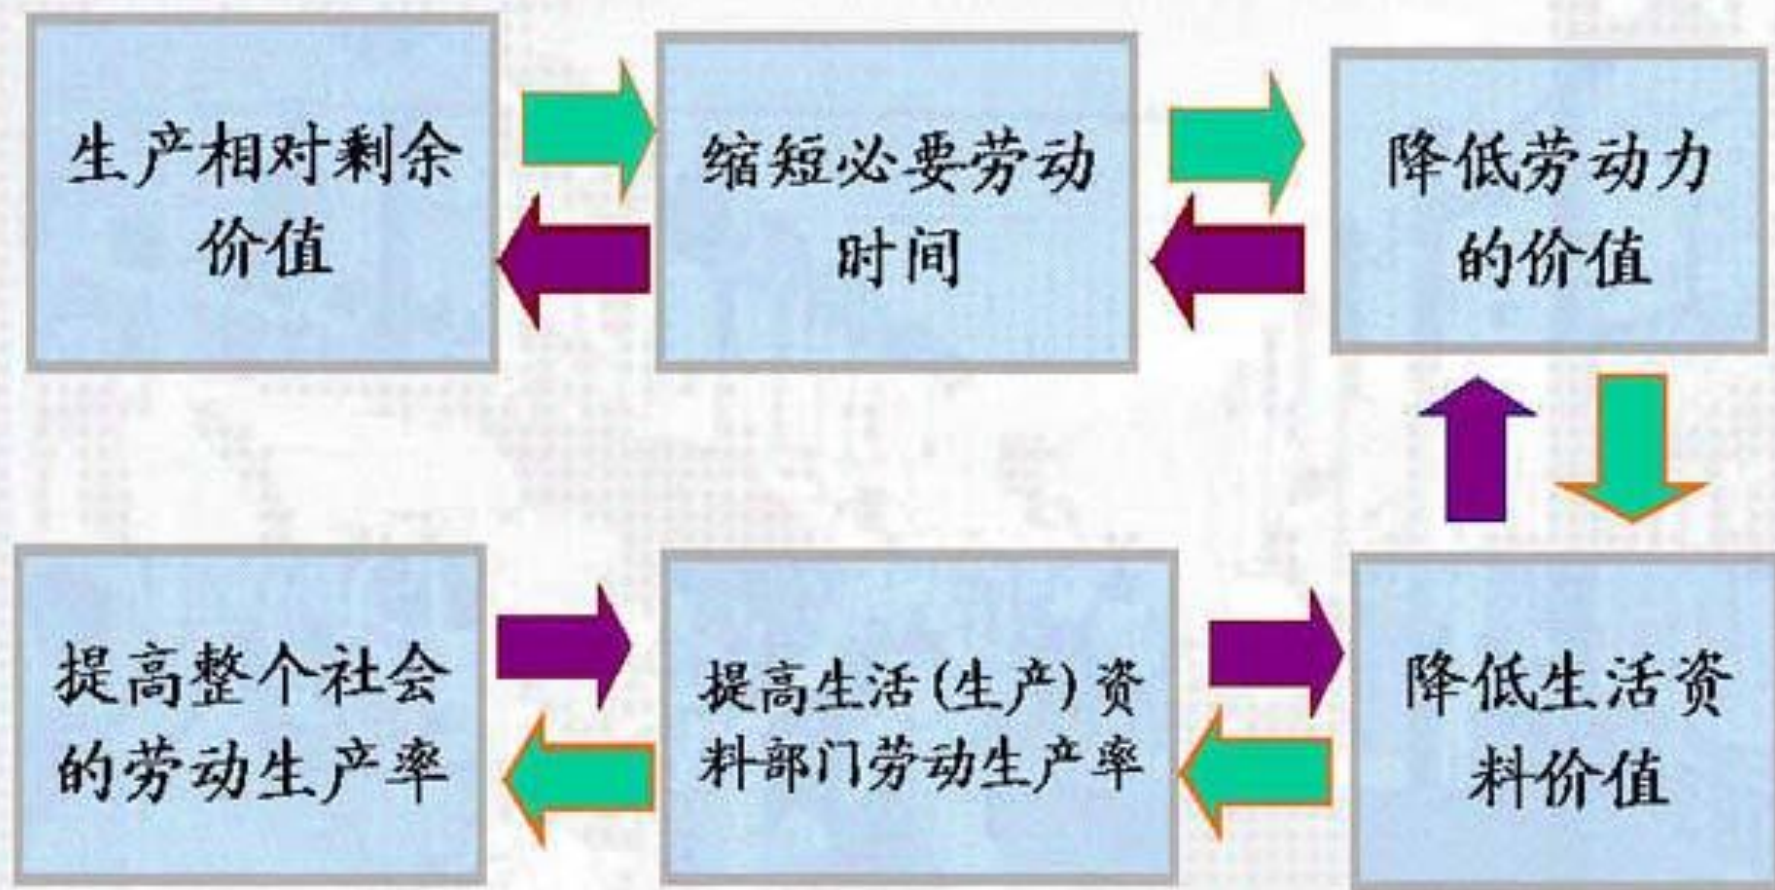 生产相对剩余
价值
缩短必要劳动
时间
降低劳动力
的价值
提高整个社会
的劳动生产率
提高生活(生产)资
料部门劳动生产率
降低生活资
料价值